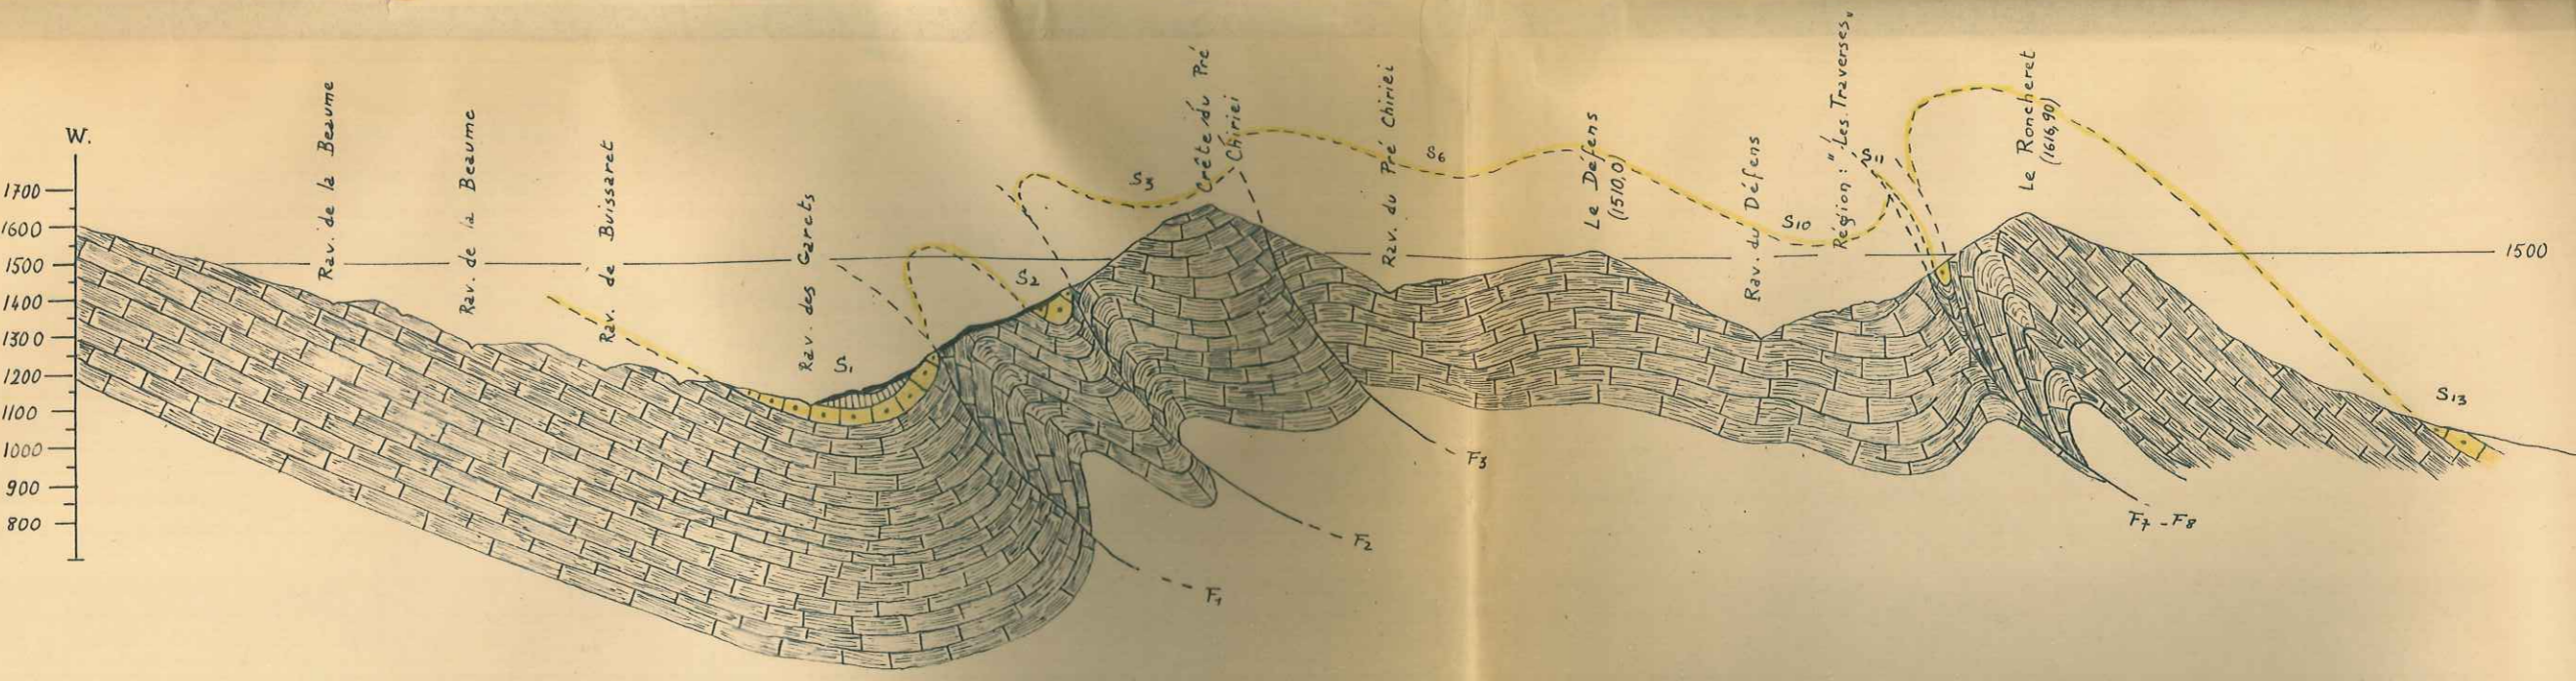 W.
1700
1600
1500
1400
1300
1200
1100
1000
900
800
Rav. de la Beaume
Rav. de la Beaume
Rav. de Buissaret
Rav. des Garets
S1
S2
S3
Crête du Pré
Chiriei
Rav. du Pré Chiriei
S6
Le Défens
(1510,0)
Rav. du Défens
S10
Région: "Les Traverses"
S11
Le Roncheret
(1616,90)
1500
S13
F1
F2
F3
F7 - F8